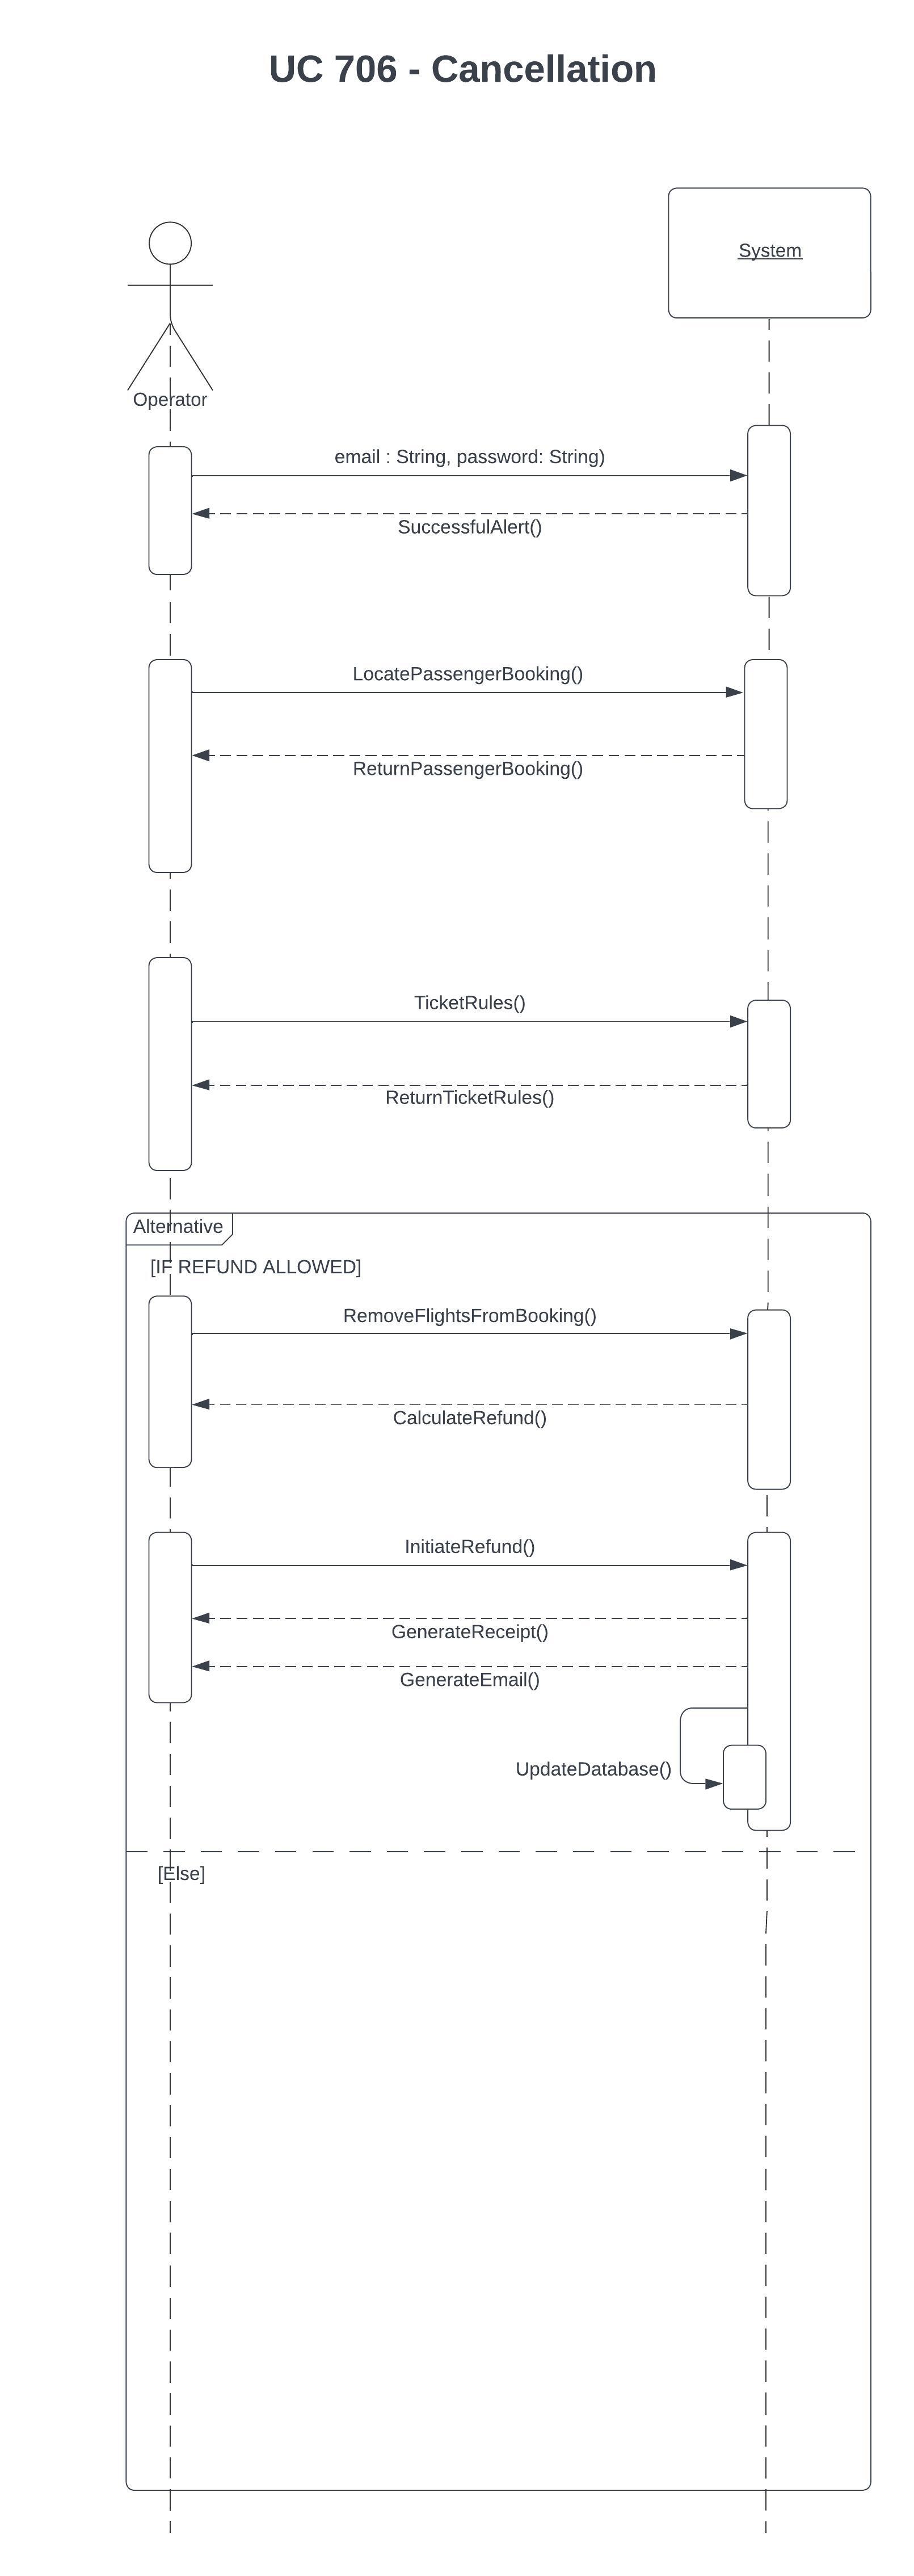 UC 706 - Cancellation
System
Operator
email : String, password: String)
SuccessfulAlert()
LocatePassengerBooking()
ReturnPassengerBooking()
TicketRules()
ReturnTicketRules()
Alternative
[IF REFUND ALLOWED]
RemoveFlightsFromBooking()
CalculateRefund()
InitiateRefund()
GenerateReceipt()
GenerateEmail()
UpdateDatabase()
[Else]